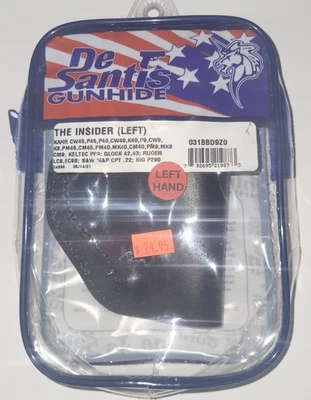 De
Santis
GUNHIDE
THE INSIDER (LEFT)
KAHR CW45,P45,P40,CW40,K40,P9,CW9,
K9,PM45,CM45,PM40,MK40,CM40,PM9,MK9
CM9; KELTEC PF9; GLOCK 42,43; RUGER
LC9,EC9S; S&W M&P CPT .22; SIG P290
031BBD9Z0
LEFT
HAND
$ 24.95